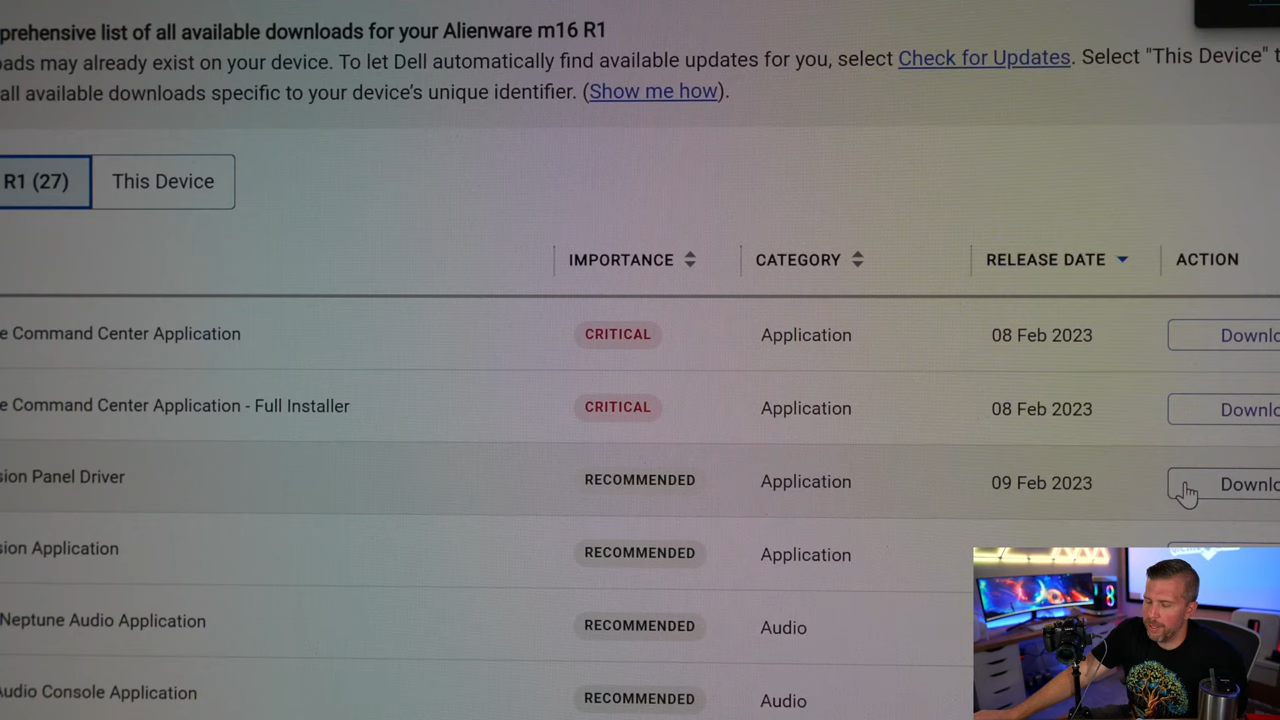 prehensive list of all available downloads for your Alienware m16 R1
oads may already exist on your device. To let Dell automatically find available updates for you, select Check for Updates. Select "This Device" t
all available downloads specific to your device's unique identifier. (Show me how).
R1 (27) This Device
IMPORTANCE CATEGORY RELEASE DATE ACTION
e Command Center Application CRITICAL Application 08 Feb 2023 Downlo
e Command Center Application - Full Installer CRITICAL Application 08 Feb 2023 Downlo
sion Panel Driver RECOMMENDED Application 09 Feb 2023 Downlo
sion Application RECOMMENDED Application
Neptune Audio Application RECOMMENDED Audio
Audio Console Application RECOMMENDED Audio